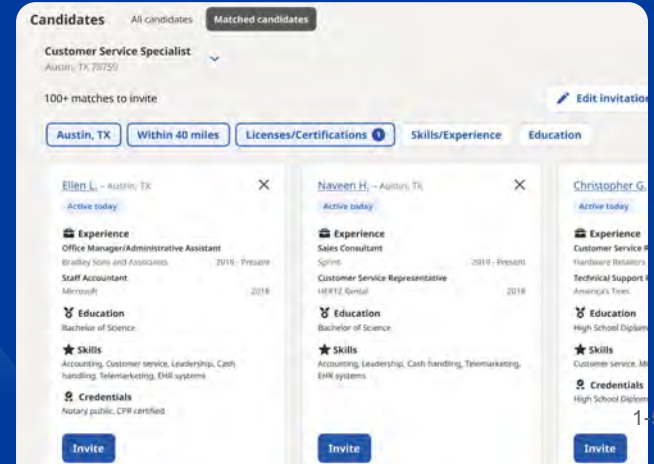 Candidates All candidates Matched candidates
Customer Service Specialist
Austin, TX 78759
100+ matches to invite Edit invitation
Austin, TX Within 40 miles Licenses/Certifications 1 Skills/Experience Education
Ellen L. – Austin, TX
Active today
Experience
Office Manager/Administrative Assistant
Bradley Sons and Associates 2019 - Present
Staff Accountant
Microsoft 2018
Education
Bachelor of Science
Skills
Accounting, Customer service, Leadership, Cash
handling, Telemarketing, EHR systems
Credentials
Notary public, CPR certified
Invite
Naveen H. – Austin, TX
Active today
Experience
Sales Consultant
Sprint 2019 - Present
Customer Service Representative
HERTZ Rental 2018
Education
Bachelor of Science
Skills
Accounting, Leadership, Cash handling, Telemarketing,
EHR systems
Invite
Christopher G.
Active today
Experience
Customer Service R
Hardware Retailers
Technical Support
America's Tires
Education
High School Diplom
Skills
Customer service, M
Credentials
High School Diplom
Invite
1-5